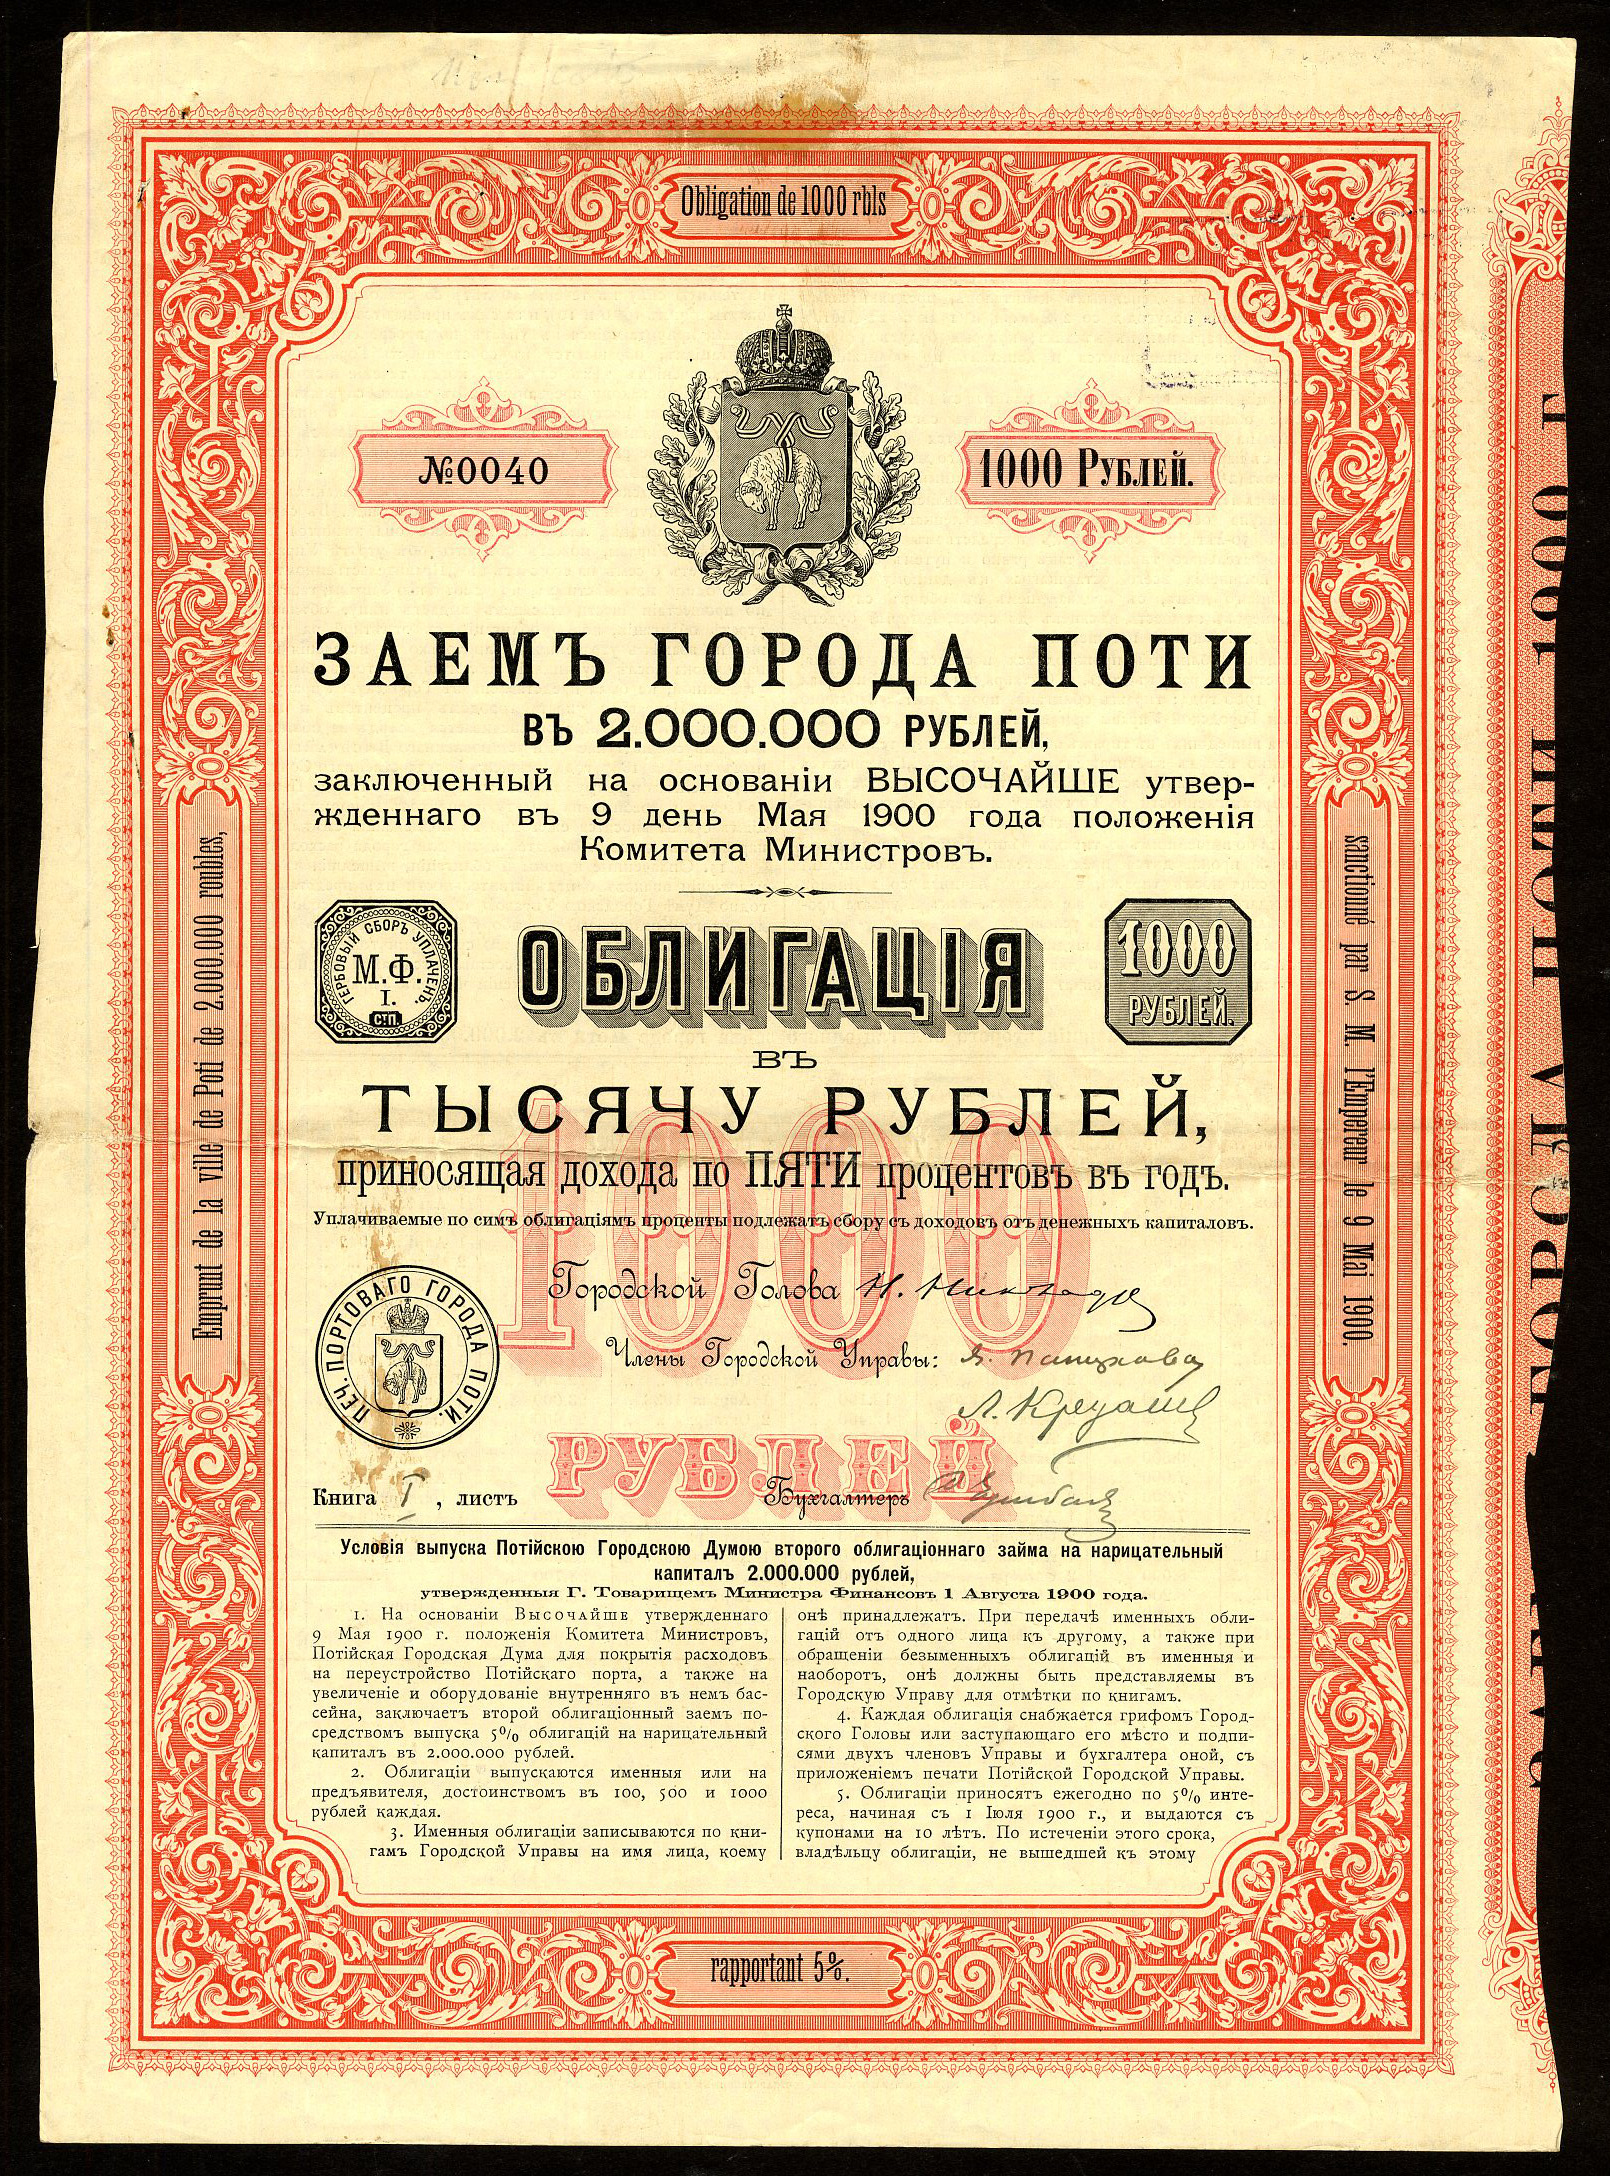 Obligation de 1000 rbls
№0040
1000 Рублей.
ЗАЕМЪ ГОРОДА ПОТИ
ВЪ 2.000.000 РУБЛЕЙ,
заключенный на основаніи ВЫСОЧАЙШЕ утвер-
жденнаго въ 9 день Мая 1900 года положенія
Комитета Министровъ.
ГЕРБОВЫЙ СБОРЪ УПЛАЧЕНЪ.
М.Ф.
I.
СТП.
ОБЛИГАЦІЯ
1000
РУБЛЕЙ.
ВЪ
ТЫСЯЧУ РУБЛЕЙ,
приносящая дохода по ПЯТИ процентовъ въ годъ.
Уплачиваемые по симъ облигаціямъ проценты подлежатъ сбору съ доходовъ отъ денежныхъ капиталовъ.
1000
РУБЛЕЙ
Городской Голова
Члены Городской Управы:
ПЕЧ. ПОРТОВАГО ГОРОДА ПОТИ.
Книга I, листъ
Бухгалтеръ
Условія выпуска Потійскою Городскою Думою второго облигаціоннаго займа на нарицательный
капиталъ 2.000.000 рублей,
утвержденныя Г. Товарищемъ Министра Финансовъ 1 Августа 1900 года.
1. На основаніи Высочайше утвержденнаго
9 Мая 1900 г. положенія Комитета Министровъ,
Потійская Городская Дума для покрытія расходовъ
на переустройство Потійскаго порта, а также на
увеличеніе и оборудованіе внутренняго въ немъ бас-
сейна, заключаетъ второй облигаціонный заемъ по-
средствомъ выпуска 5% облигацій на нарицательный
капиталъ въ 2.000.000 рублей.
2. Облигаціи выпускаются именныя или на
предъявителя, достоинствомъ въ 100, 500 и 1000
рублей каждая.
3. Именныя облигаціи записываются по кни-
гамъ Городской Управы на имя лица, коему
онѣ принадлежатъ. При передачѣ именныхъ обли-
гацій отъ одного лица къ другому, а также при
обращеніи безыменныхъ облигацій въ именныя и
наоборотъ, онѣ должны быть представляемы въ
Городскую Управу для отмѣтки по книгамъ.
4. Каждая облигація снабжается грифомъ Город-
ского Головы или заступающаго его мѣсто и подпи-
сями двухъ членовъ Управы и бухгалтера оной, съ
приложеніемъ печати Потійской Городской Управы.
5. Облигаціи приносятъ ежегодно по 5% инте-
реса, начиная съ 1 Іюля 1900 г., и выдаются съ
купонами на 10 лѣтъ. По истеченіи этого срока,
владѣльцу облигаціи, не вышедшей къ этому
Emprunt de la ville de Poti de 2.000.000 roubles,
sanctionné par S. M. l'Empereur le 9 Mai 1900.
rapportant 5%.
ЗАЕМЪ ГОРОДА ПОТИ 1900 Г.